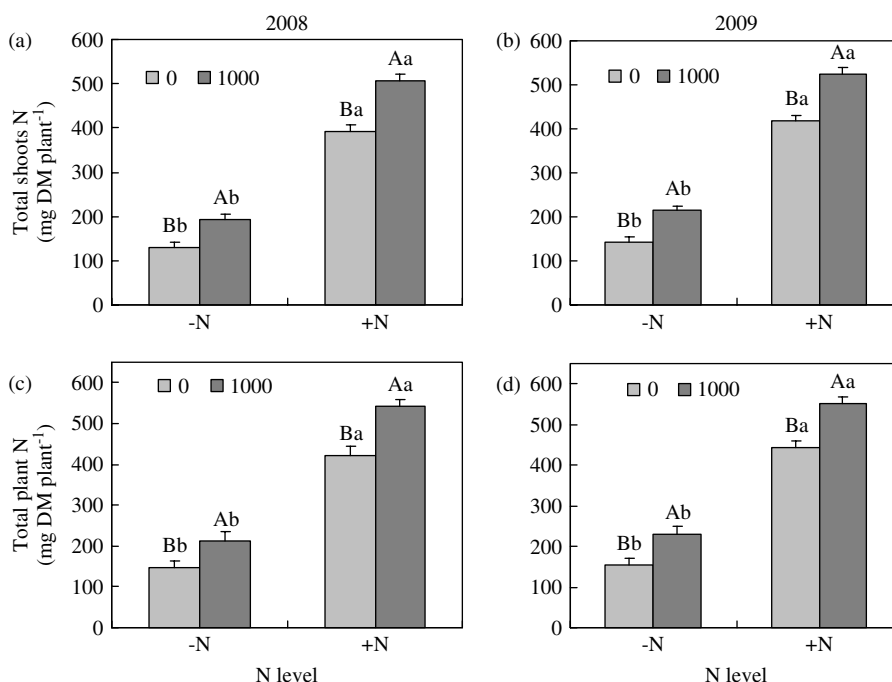 2008
2009
(a)
600
500
400
300
200
100
0
Total shoots N
(mg DM plant-1)
0 1000
Bb
Ab
Ba
Aa
-N +N
(b)
600
500
400
300
200
100
0
0 1000
Bb
Ab
Ba
Aa
-N +N
(c)
600
500
400
300
200
100
0
Total plant N
(mg DM plant-1)
0 1000
Bb
Ab
Ba
Aa
-N +N
N level
(d)
600
500
400
300
200
100
0
0 1000
Bb
Ab
Ba
Aa
-N +N
N level